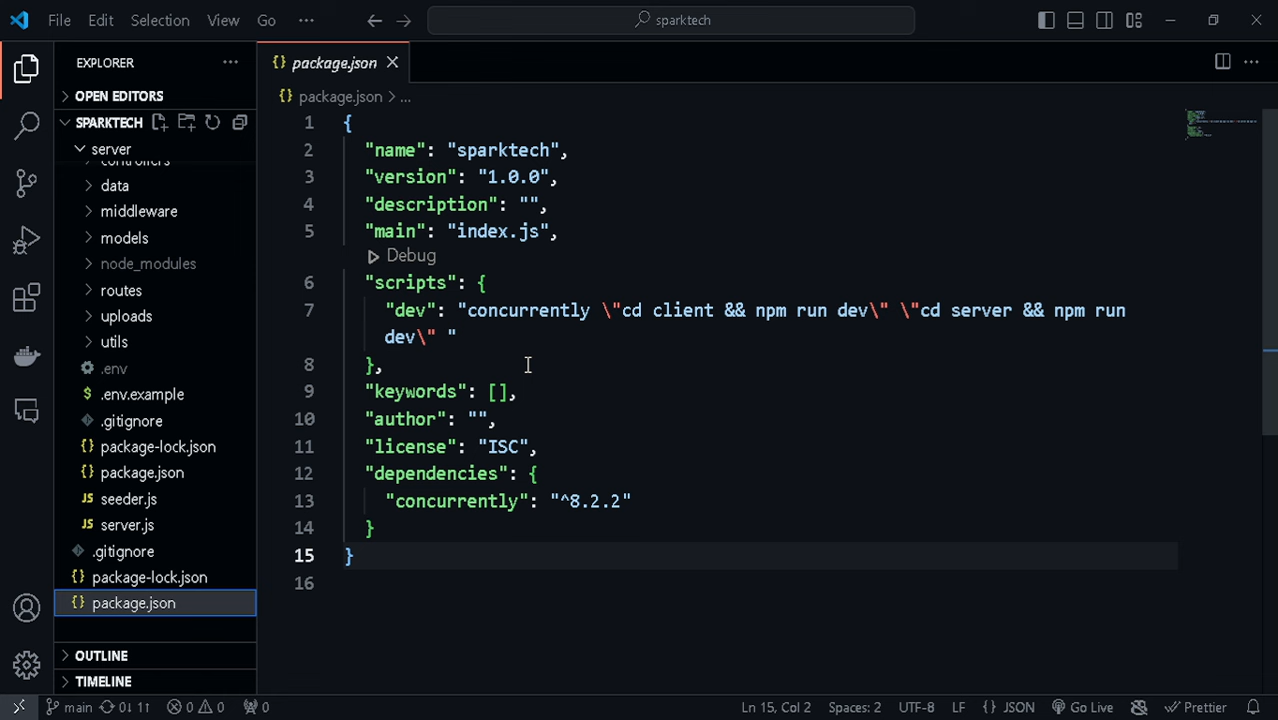 File Edit Selection View Go ··· sparktech
EXPLORER ···
OPEN EDITORS
SPARKTECH
server
controllers
data
middleware
models
node_modules
routes
uploads
utils
.env
.env.example
.gitignore
package-lock.json
package.json
seeder.js
server.js
.gitignore
package-lock.json
package.json
OUTLINE
TIMELINE
package.json
package.json > ...
1 {
2 "name": "sparktech",
3 "version": "1.0.0",
4 "description": "",
5 "main": "index.js",
Debug
6 "scripts": {
7 "dev": "concurrently \"cd client && npm run dev\" \"cd server && npm run
dev\" "
8 },
9 "keywords": [],
10 "author": "",
11 "license": "ISC",
12 "dependencies": {
13 "concurrently": "^8.2.2"
14 }
15 }
16
main 0↓ 1↑ 0 0 0 Ln 15, Col 2 Spaces: 2 UTF-8 LF {} JSON Go Live Prettier